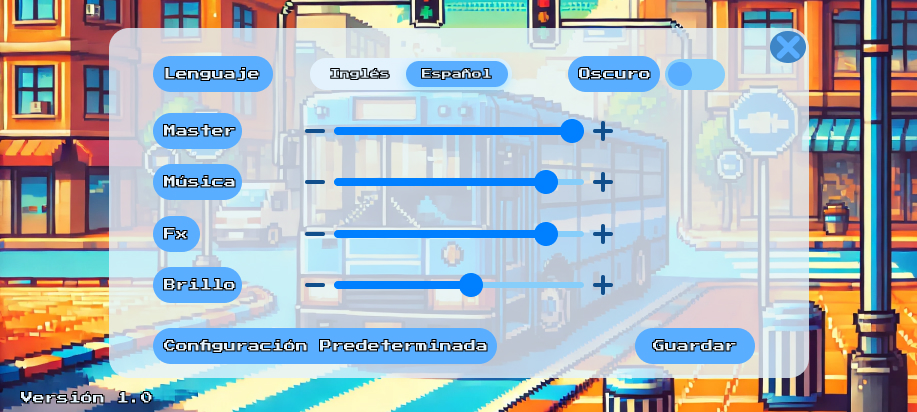 Lenguaje
Inglés
Español
Oscuro
Master
Música
Fx
Brillo
Configuración Predeterminada
Guardar
Versión 1.0